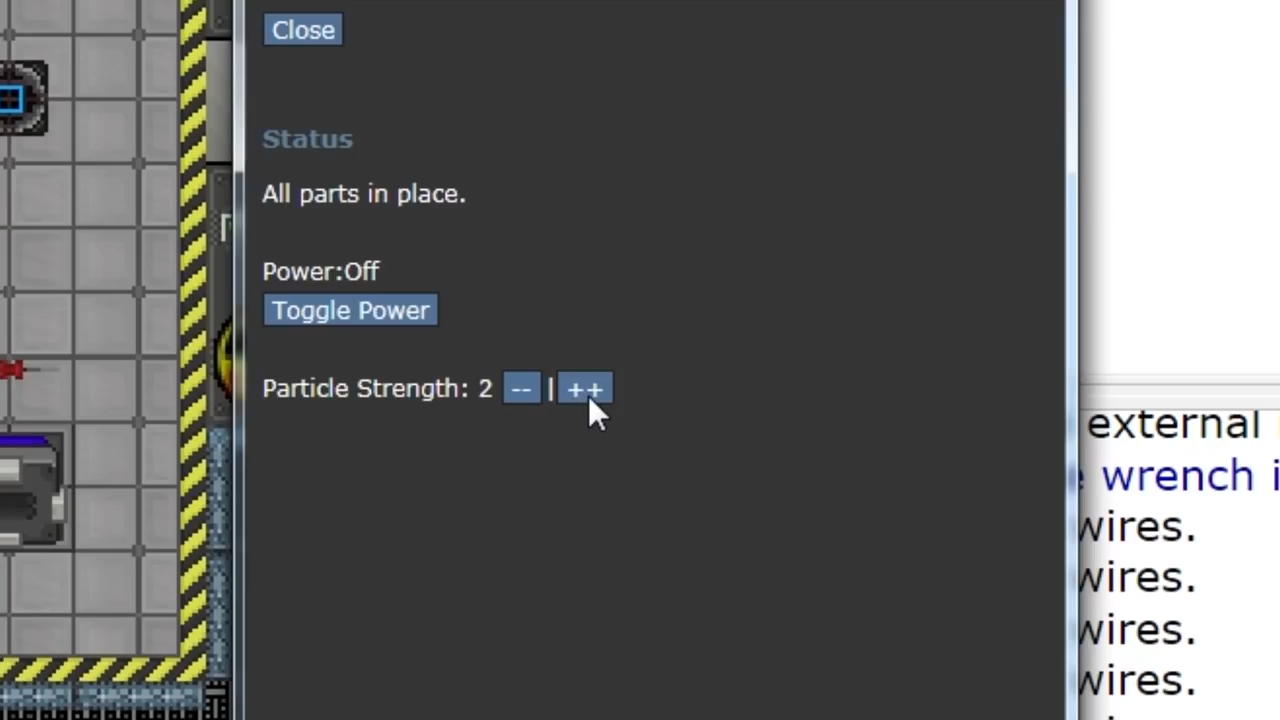 Close
Status
All parts in place.
Power:Off
Toggle Power
Particle Strength: 2 -- | ++
external
wrench i
wires.
wires.
wires.
wires.